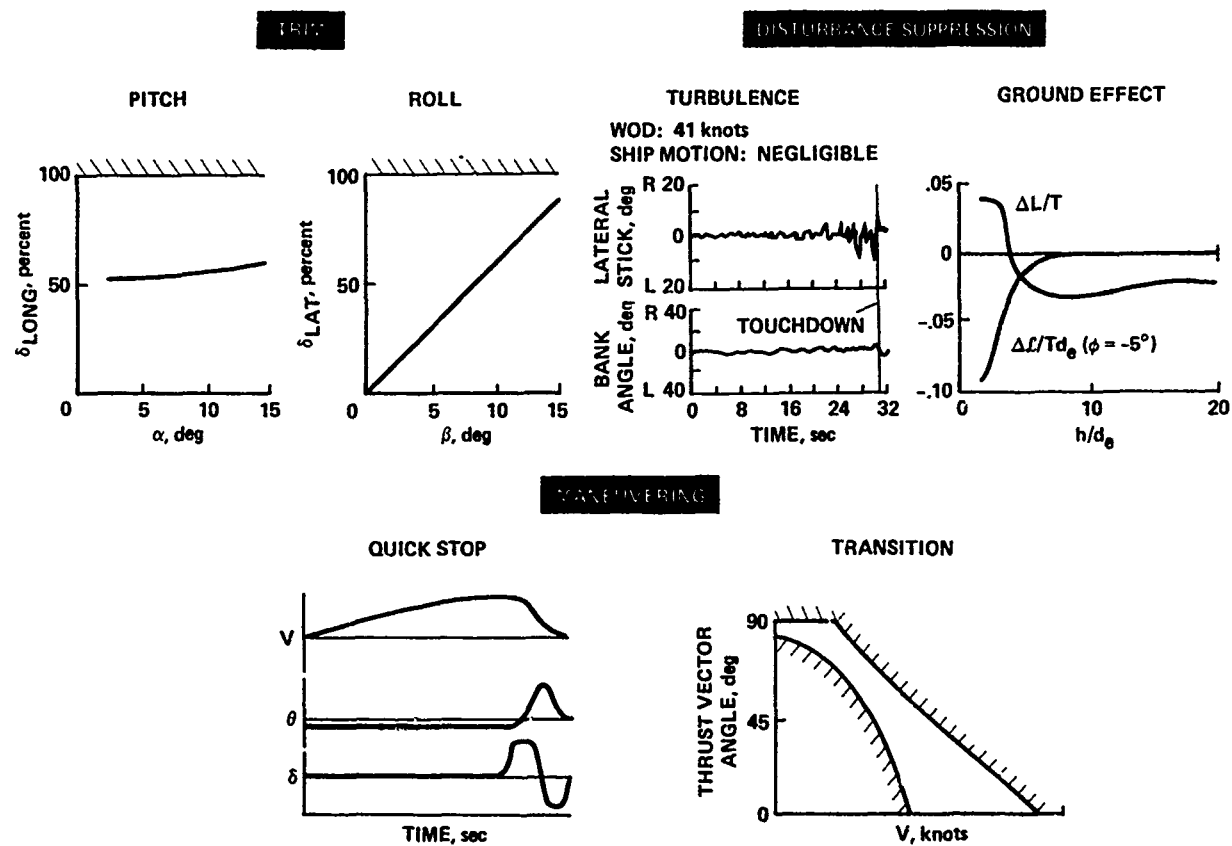 TRIM
DISTURBANCE SUPPRESSION
PITCH
100
50
0
5
10
15
δLONG, percent
α, deg
ROLL
100
50
0
5
10
15
δLAT, percent
β, deg
TURBULENCE
WOD: 41 knots
SHIP MOTION: NEGLIGIBLE
LATERAL
STICK, deg
R 20
0
L 20
BANK
ANGLE, deg
R 40
0
L 40
TOUCHDOWN
0
8
16
24
32
TIME, sec
GROUND EFFECT
.05
0
-.05
-.10
ΔL/T
Δℒ/Tde (ϕ = -5°)
0
10
20
h/de
MANEUVERING
QUICK STOP
V
θ
δ
TIME, sec
TRANSITION
THRUST VECTOR
ANGLE, deg
90
45
0
V, knots